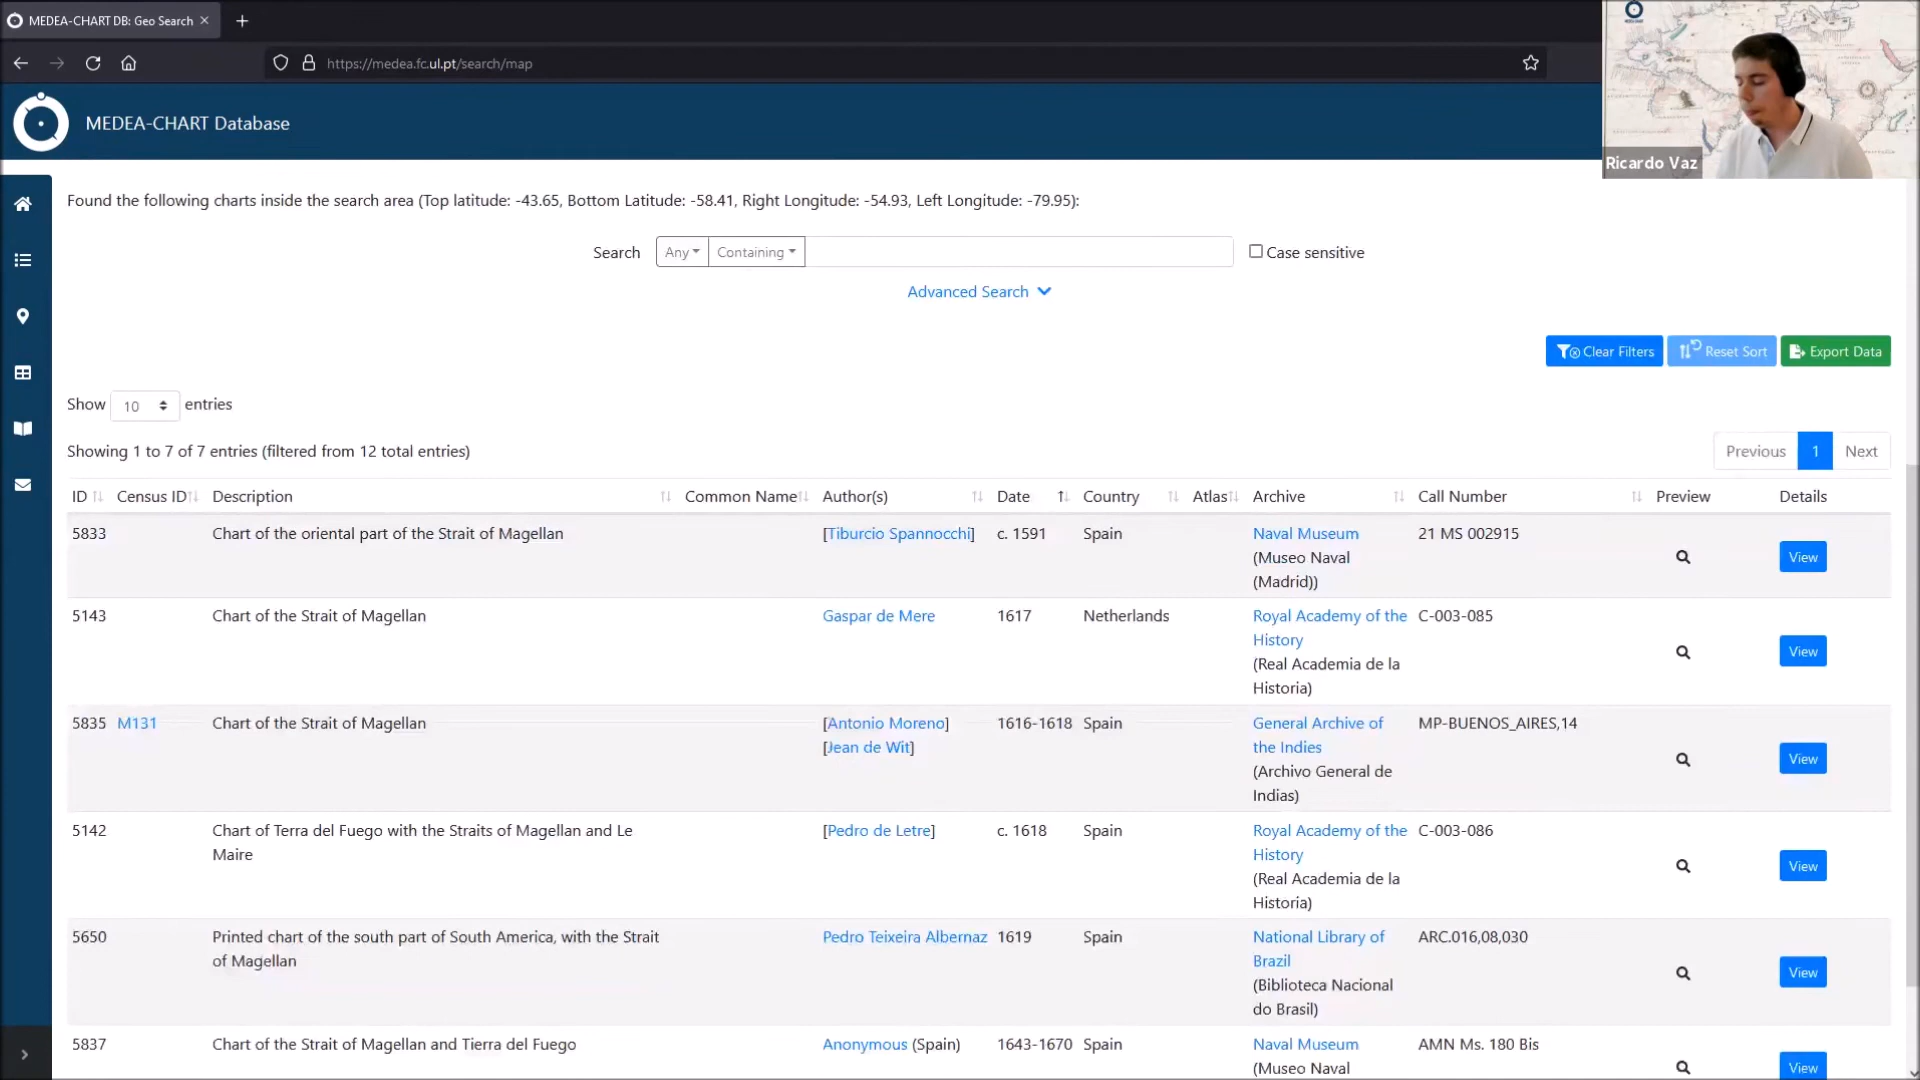 MEDEA-CHART DB: Geo Search
https://medea.fc.ul.pt/search/map
MEDEA-CHART Database
Ricardo Vaz
Found the following charts inside the search area (Top latitude: -43.65, Bottom Latitude: -58.41, Right Longitude: -54.93, Left Longitude: -79.95):
Search Any Containing Case sensitive
Advanced Search
Clear Filters Reset Sort Export Data
Show 10 entries
Showing 1 to 7 of 7 entries (filtered from 12 total entries) Previous 1 Next
ID Census ID Description Common Name Author(s) Date Country Atlas Archive Call Number Preview Details
5833 Chart of the oriental part of the Strait of Magellan [Tiburcio Spannocchi] c. 1591 Spain Naval Museum 21 MS 002915
(Museo Naval View
(Madrid))
5143 Chart of the Strait of Magellan Gaspar de Mere 1617 Netherlands Royal Academy of the C-003-085
History View
(Real Academia de la
Historia)
5835 M131 Chart of the Strait of Magellan [Antonio Moreno] 1616-1618 Spain General Archive of MP-BUENOS_AIRES,14
[Jean de Wit] the Indies View
(Archivo General de
Indias)
5142 Chart of Terra del Fuego with the Straits of Magellan and Le [Pedro de Letre] c. 1618 Spain Royal Academy of the C-003-086
Maire History View
(Real Academia de la
Historia)
5650 Printed chart of the south part of South America, with the Strait Pedro Teixeira Albernaz 1619 Spain National Library of ARC.016,08,030
of Magellan Brazil View
(Biblioteca Nacional
do Brasil)
5837 Chart of the Strait of Magellan and Tierra del Fuego Anonymous (Spain) 1643-1670 Spain Naval Museum AMN Ms. 180 Bis
(Museo Naval View